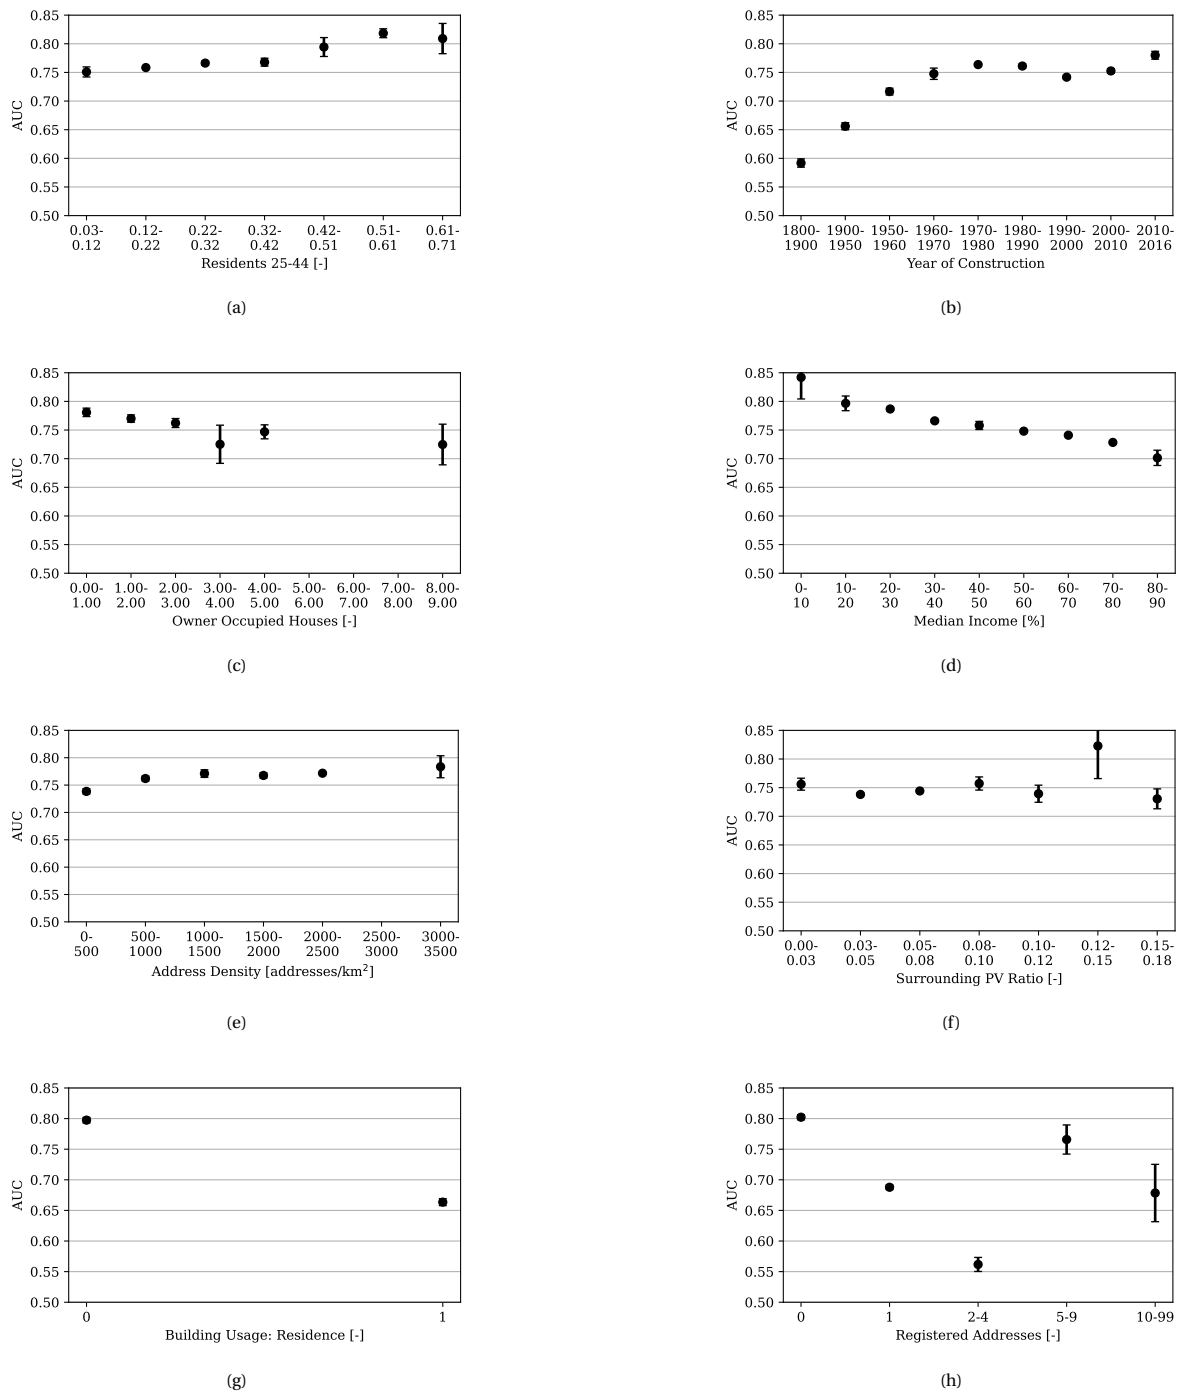 0.85
0.80
0.75
0.70
0.65
0.60
0.55
0.50
AUC
0.03- 0.12- 0.22- 0.32- 0.42- 0.51- 0.61-
0.12 0.22 0.32 0.42 0.51 0.61 0.71
Residents 25-44 [-]
(a)
0.85
0.80
0.75
0.70
0.65
0.60
0.55
0.50
AUC
1800- 1900- 1950- 1960- 1970- 1980- 1990- 2000- 2010-
1900 1950 1960 1970 1980 1990 2000 2010 2016
Year of Construction
(b)
0.85
0.80
0.75
0.70
0.65
0.60
0.55
0.50
AUC
0.00- 1.00- 2.00- 3.00- 4.00- 5.00- 6.00- 7.00- 8.00-
1.00 2.00 3.00 4.00 5.00 6.00 7.00 8.00 9.00
Owner Occupied Houses [-]
(c)
0.85
0.80
0.75
0.70
0.65
0.60
0.55
0.50
AUC
0- 10- 20- 30- 40- 50- 60- 70- 80-
10 20 30 40 50 60 70 80 90
Median Income [%]
(d)
0.85
0.80
0.75
0.70
0.65
0.60
0.55
0.50
AUC
0- 500- 1000- 1500- 2000- 2500- 3000-
500 1000 1500 2000 2500 3000 3500
Address Density [addresses/km²]
(e)
0.85
0.80
0.75
0.70
0.65
0.60
0.55
0.50
AUC
0.00- 0.03- 0.05- 0.08- 0.10- 0.12- 0.15-
0.03 0.05 0.08 0.10 0.12 0.15 0.18
Surrounding PV Ratio [-]
(f)
0.85
0.80
0.75
0.70
0.65
0.60
0.55
0.50
AUC
0 1
Building Usage: Residence [-]
(g)
0.85
0.80
0.75
0.70
0.65
0.60
0.55
0.50
AUC
0 1 2-4 5-9 10-99
Registered Addresses [-]
(h)